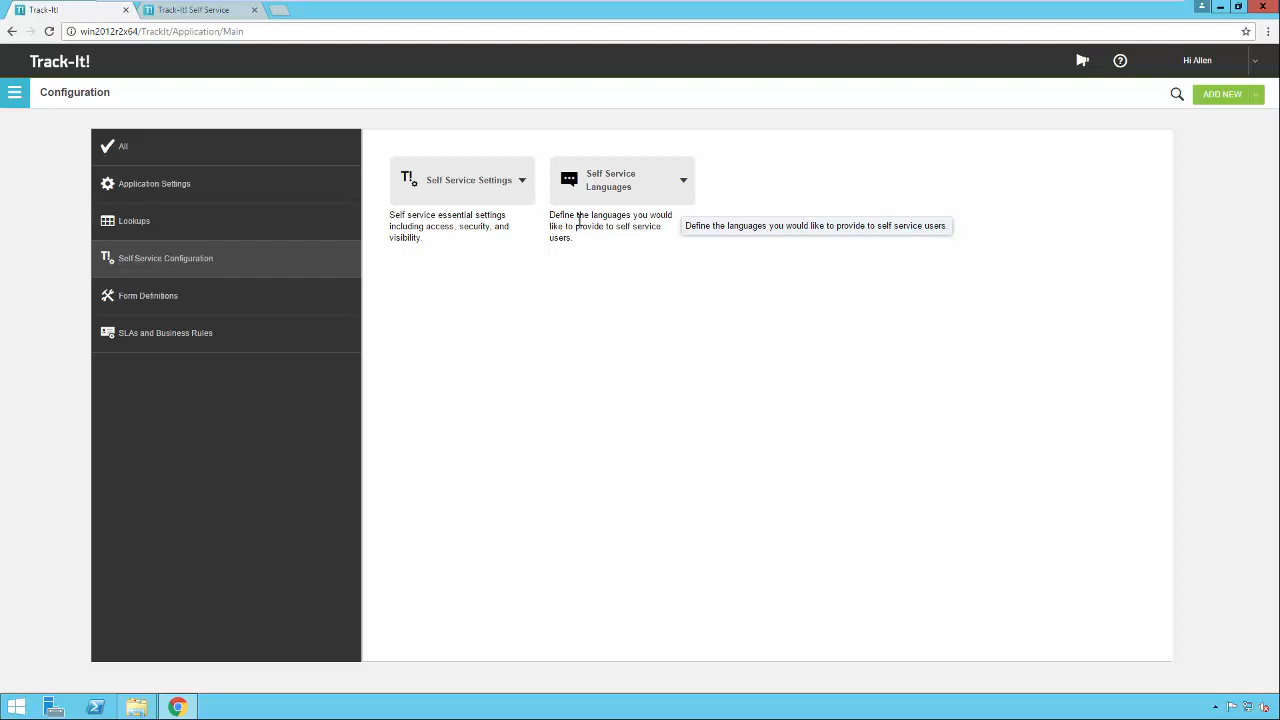 Track-It!
Track-It! Self Service
win2012r2x64/TrackIt/Application/Main
Track-It!
Hi Allen
Configuration
ADD NEW
All
Application Settings
Lookups
Self Service Configuration
Form Definitions
SLAs and Business Rules
Self Service Settings
Self service essential settings
including access, security, and
visibility.
Self Service
Languages
Define the languages you would
like to provide to self service
users.
Define the languages you would like to provide to self service users.